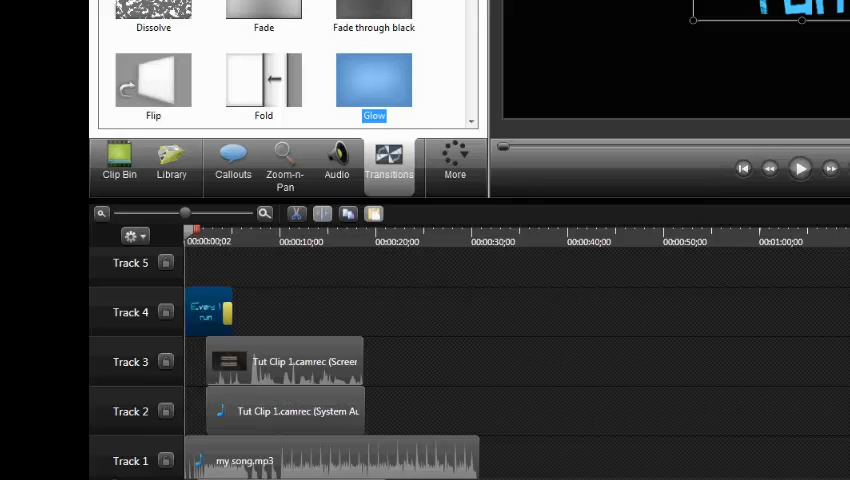 Dissolve
Fade
Fade through black
Flip
Fold
Glow
Clip Bin
Library
Callouts
Zoom-n-
Pan
Audio
Transitions
More
00:00:00;02
00:00:10;00
00:00:20;00
00:00:30;00
00:00:40;00
00:00:50;00
00:01:00;00
Track 5
Track 4
Every
run
Track 3
Tut Clip 1.camrec (Screer
Track 2
Tut Clip 1.camrec (System Au
Track 1
my song.mp3